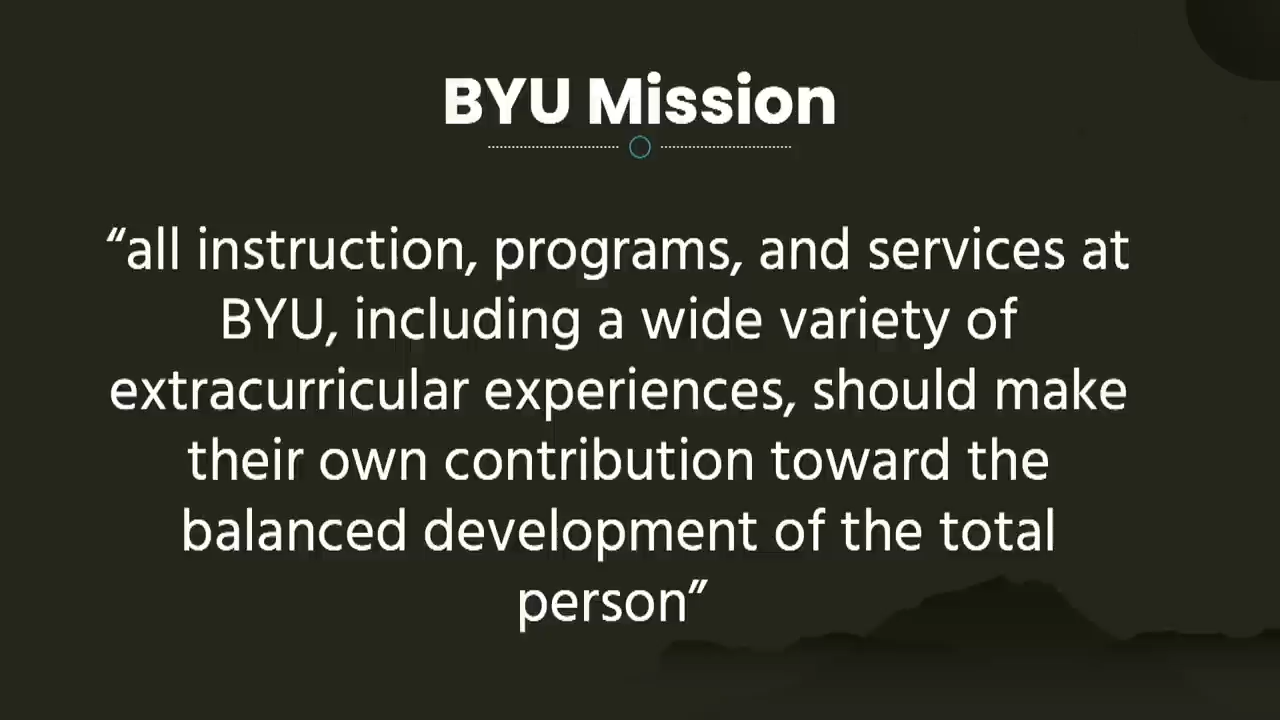 BYU Mission
“all instruction, programs, and services at
BYU, including a wide variety of
extracurricular experiences, should make
their own contribution toward the
balanced development of the total
person”